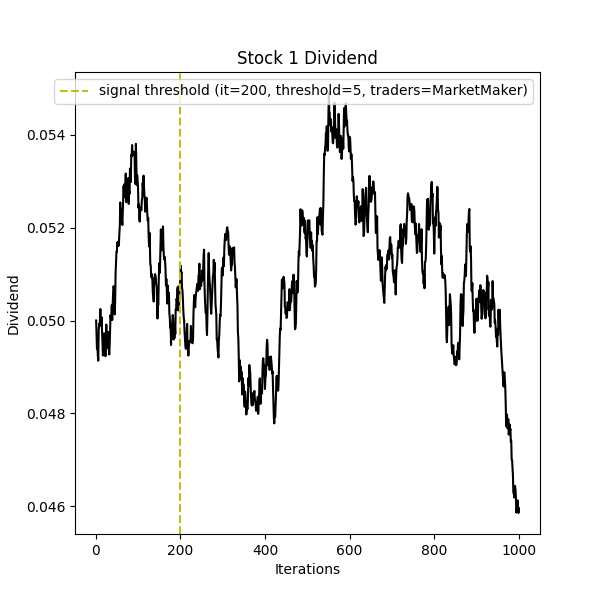 Stock 1 Dividend
signal threshold (it=200, threshold=5, traders=MarketMaker)
0.054
0.052
0.050
0.048
0.046
Dividend
0 200 400 600 800 1000
Iterations